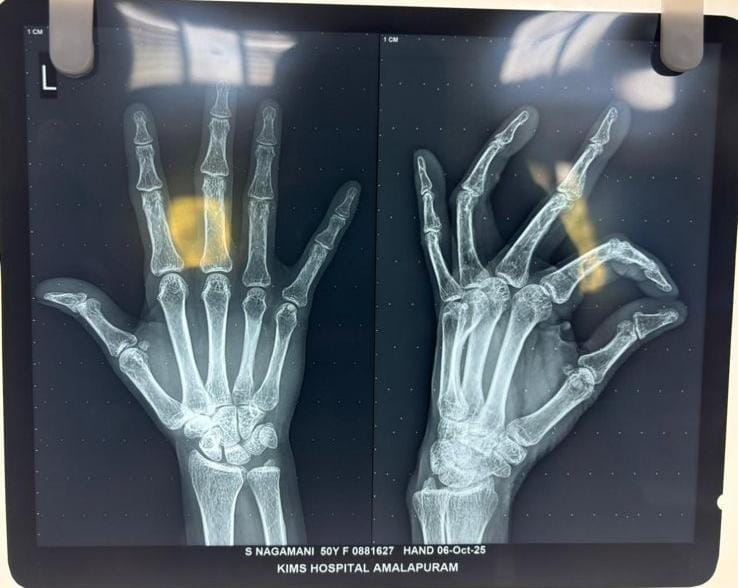 1 CM
1 CM
L
S NAGAMANI 50Y F 0881627 HAND 06-Oct-25
KIMS HOSPITAL AMALAPURAM